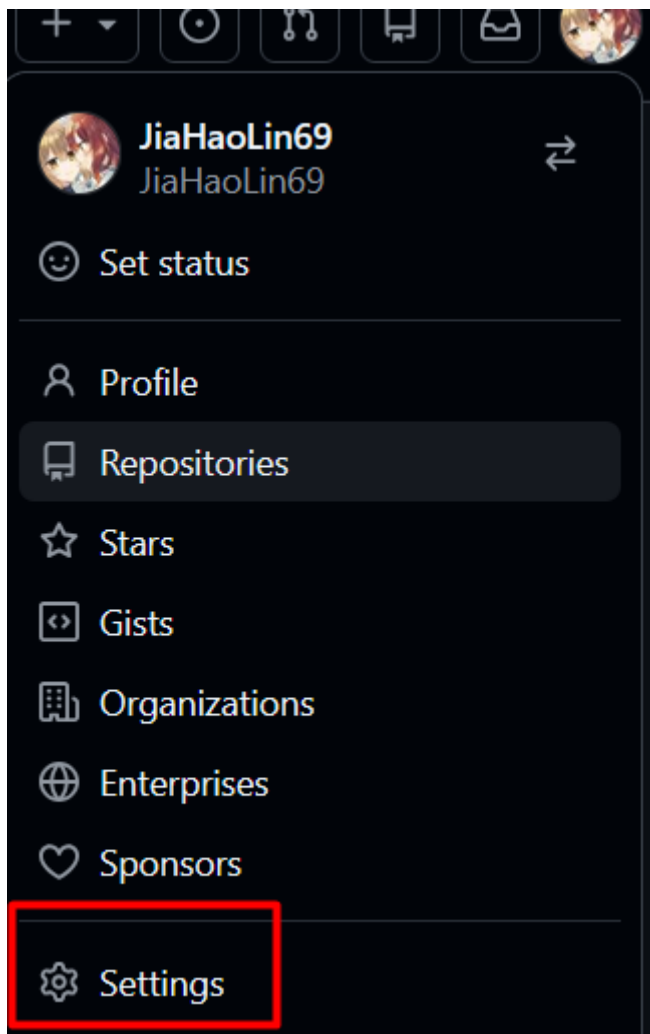 JiaHaoLin69
JiaHaoLin69
Set status
Profile
Repositories
Stars
Gists
Organizations
Enterprises
Sponsors
Settings